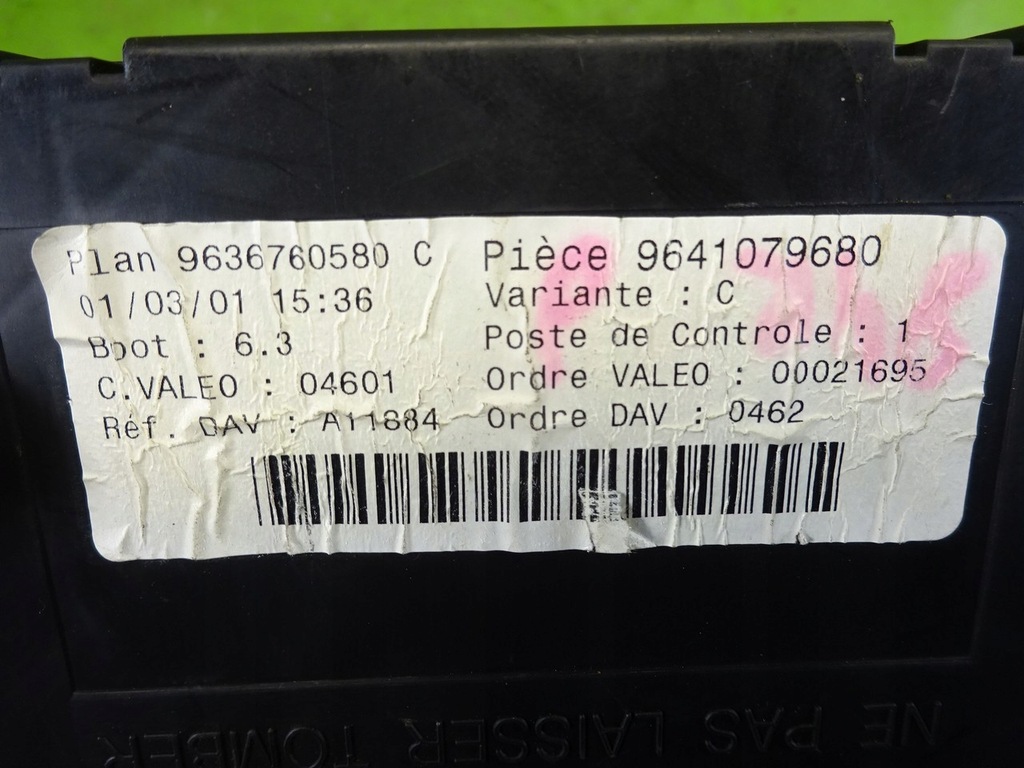 Plan 9636760580 C Pièce 9641079680
01/03/01 15:36 Variante : C
Boot : 6.3 Poste de Controle : 1
C.VALEO : 04601 Ordre VALEO : 00021695
Réf. DAV : A11884 Ordre DAV : 0462
NE PAS LAISSER TOMBER